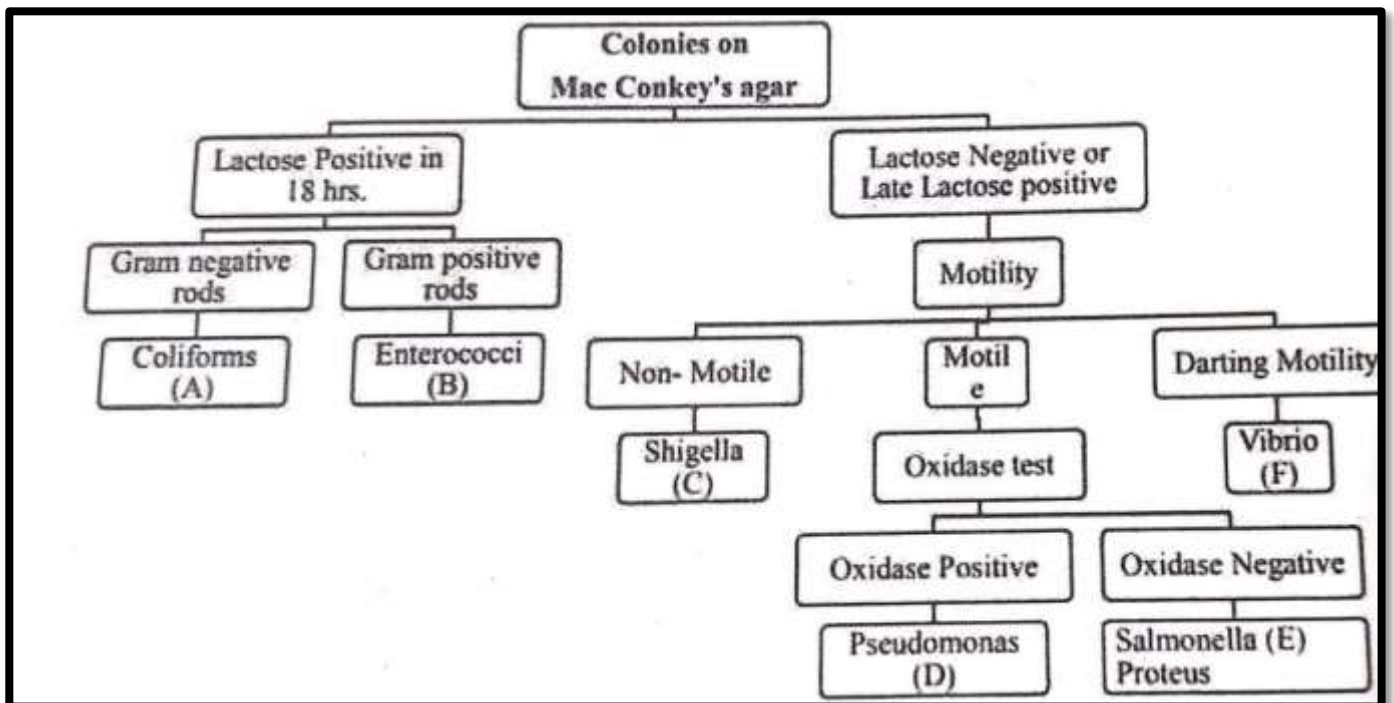 Colonies on
Mac Conkey's agar
Lactose Positive in
18 hrs.
Lactose Negative or
Late Lactose positive
Gram negative
rods
Gram positive
rods
Motility
Coliforms
(A)
Enterococci
(B)
Non- Motile
Motil
e
Darting Motility
Shigella
(C)
Oxidase test
Vibrio
(F)
Oxidase Positive
Oxidase Negative
Pseudomonas
(D)
Salmonella (E)
Proteus